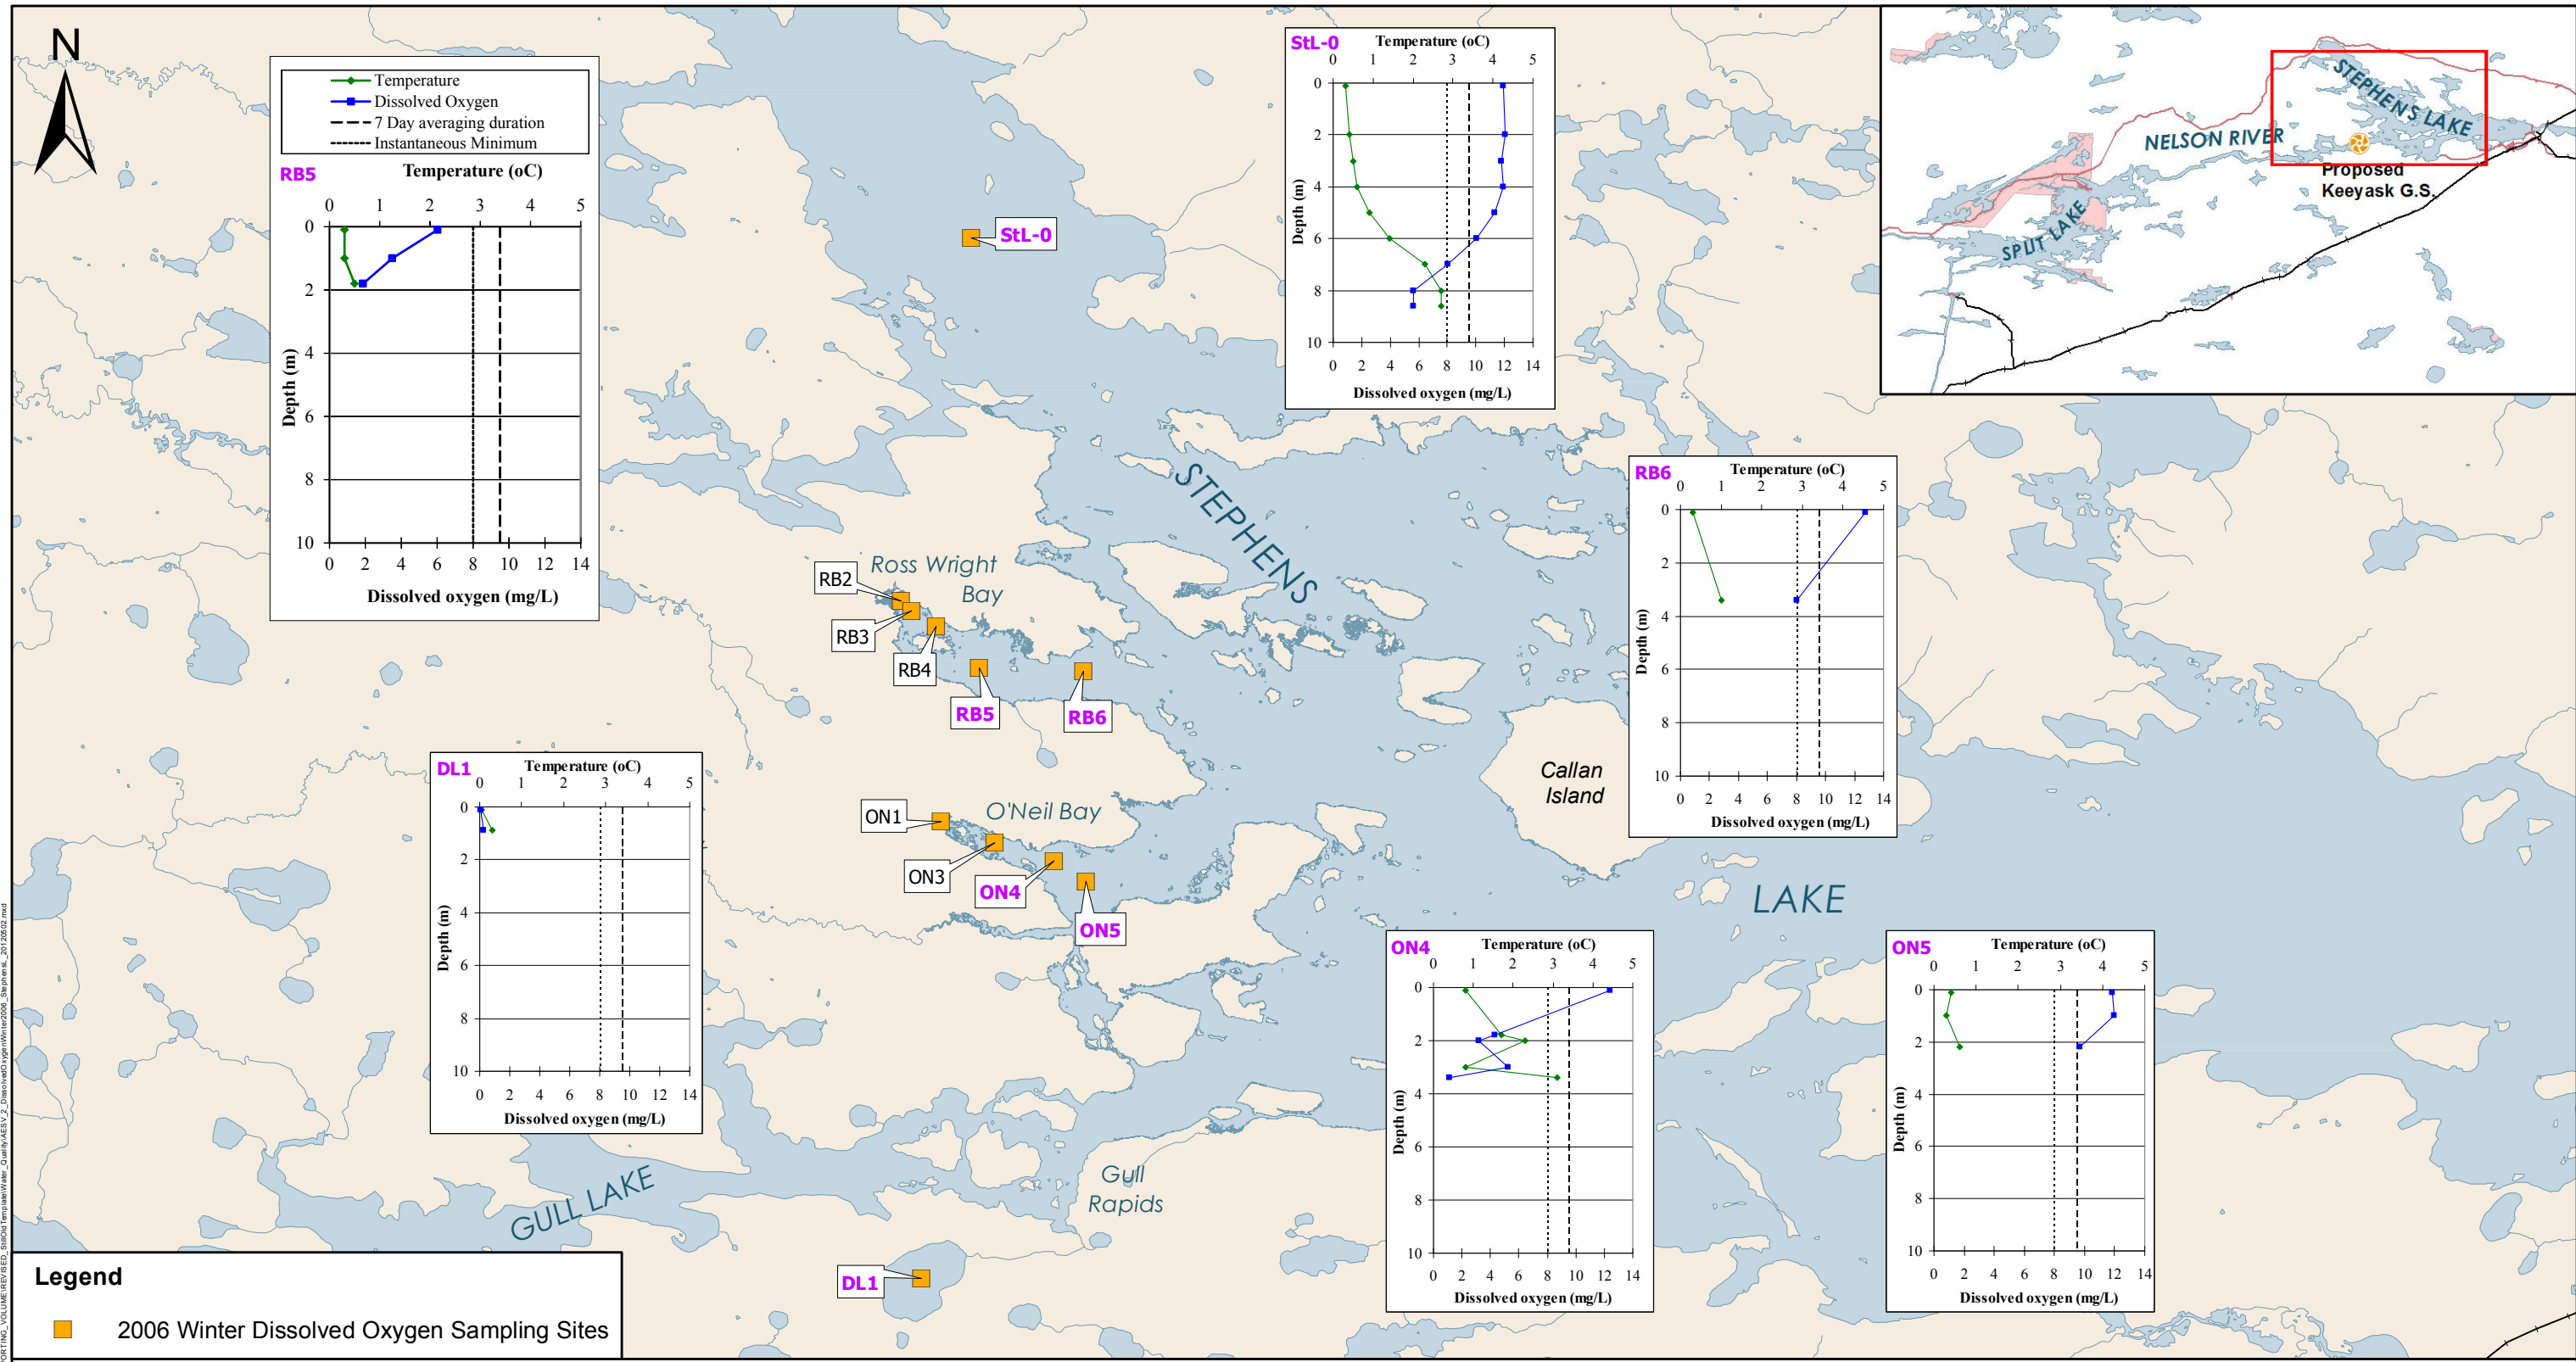 N
Temperature
Dissolved Oxygen
7 Day averaging duration
Instantaneous Minimum
RB5
Temperature (oC)
0 1 2 3 4 5
0
2
4
6
8
10
Depth (m)
0 2 4 6 8 10 12 14
Dissolved oxygen (mg/L)
StL-0
Temperature (oC)
0 1 2 3 4 5
0
2
4
6
8
10
Depth (m)
0 2 4 6 8 10 12 14
Dissolved oxygen (mg/L)
STEPHENS LAKE
NELSON RIVER
Proposed
Keeyask G.S.
SPLIT LAKE
StL-0
STEPHENS
LAKE
RB6
Temperature (oC)
0 1 2 3 4 5
0
2
4
6
8
10
Depth (m)
0 2 4 6 8 10 12 14
Dissolved oxygen (mg/L)
Ross Wright
Bay
RB2
RB3
RB4
RB5
RB6
Callan
Island
DL1
Temperature (oC)
0 1 2 3 4 5
0
2
4
6
8
10
Depth (m)
0 2 4 6 8 10 12 14
Dissolved oxygen (mg/L)
O'Neil Bay
ON1
ON3
ON4
ON5
ON4
Temperature (oC)
0 1 2 3 4 5
0
2
4
6
8
10
Depth (m)
0 2 4 6 8 10 12 14
Dissolved oxygen (mg/L)
ON5
Temperature (oC)
0 1 2 3 4 5
0
2
4
6
8
10
Depth (m)
0 2 4 6 8 10 12 14
Dissolved oxygen (mg/L)
Gull
Rapids
GULL LAKE
DL1
Legend
2006 Winter Dissolved Oxygen Sampling Sites